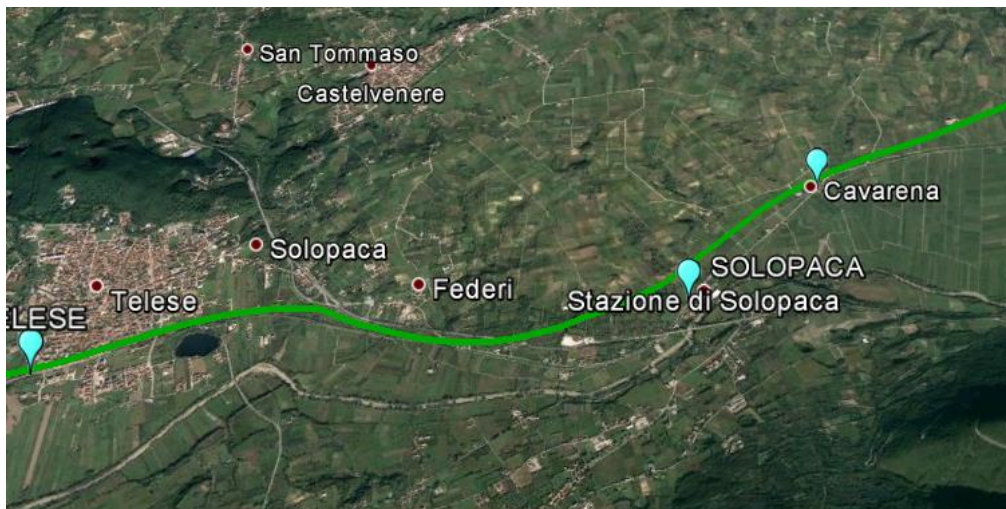 San Tommaso
Castelvenere
Cavarena
Solopaca
SOLOPACA
Federi
Telese
Stazione di Solopaca
ELESE